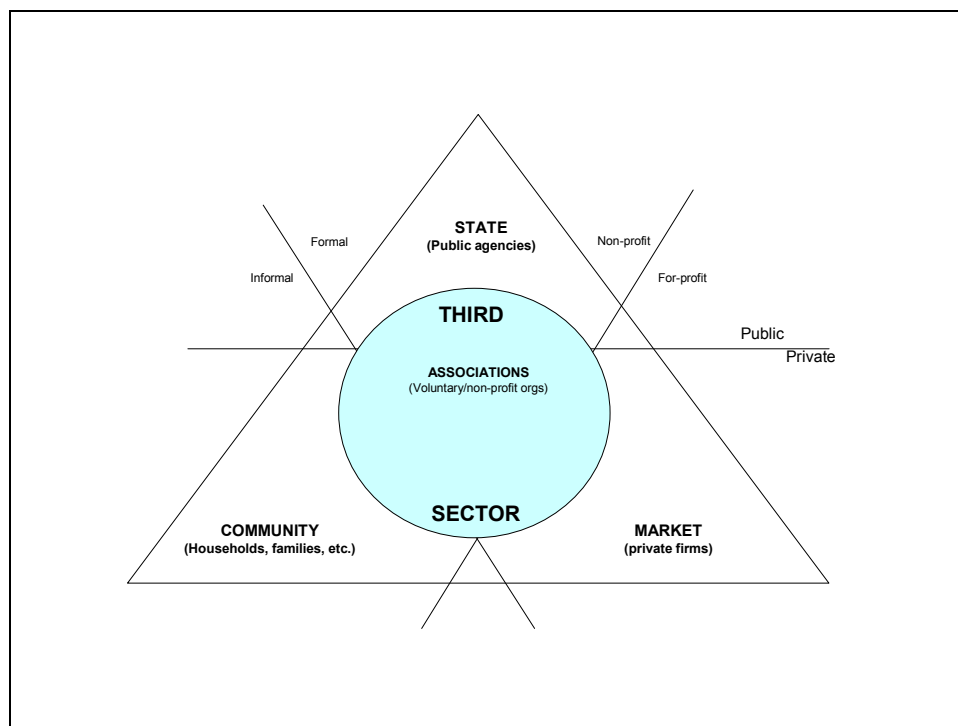 STATE
(Public agencies)
Formal
Non-profit
Informal
For-profit
THIRD
Public
Private
ASSOCIATIONS
(Voluntary/non-profit orgs)
SECTOR
COMMUNITY
(Households, families, etc.)
MARKET
(private firms)